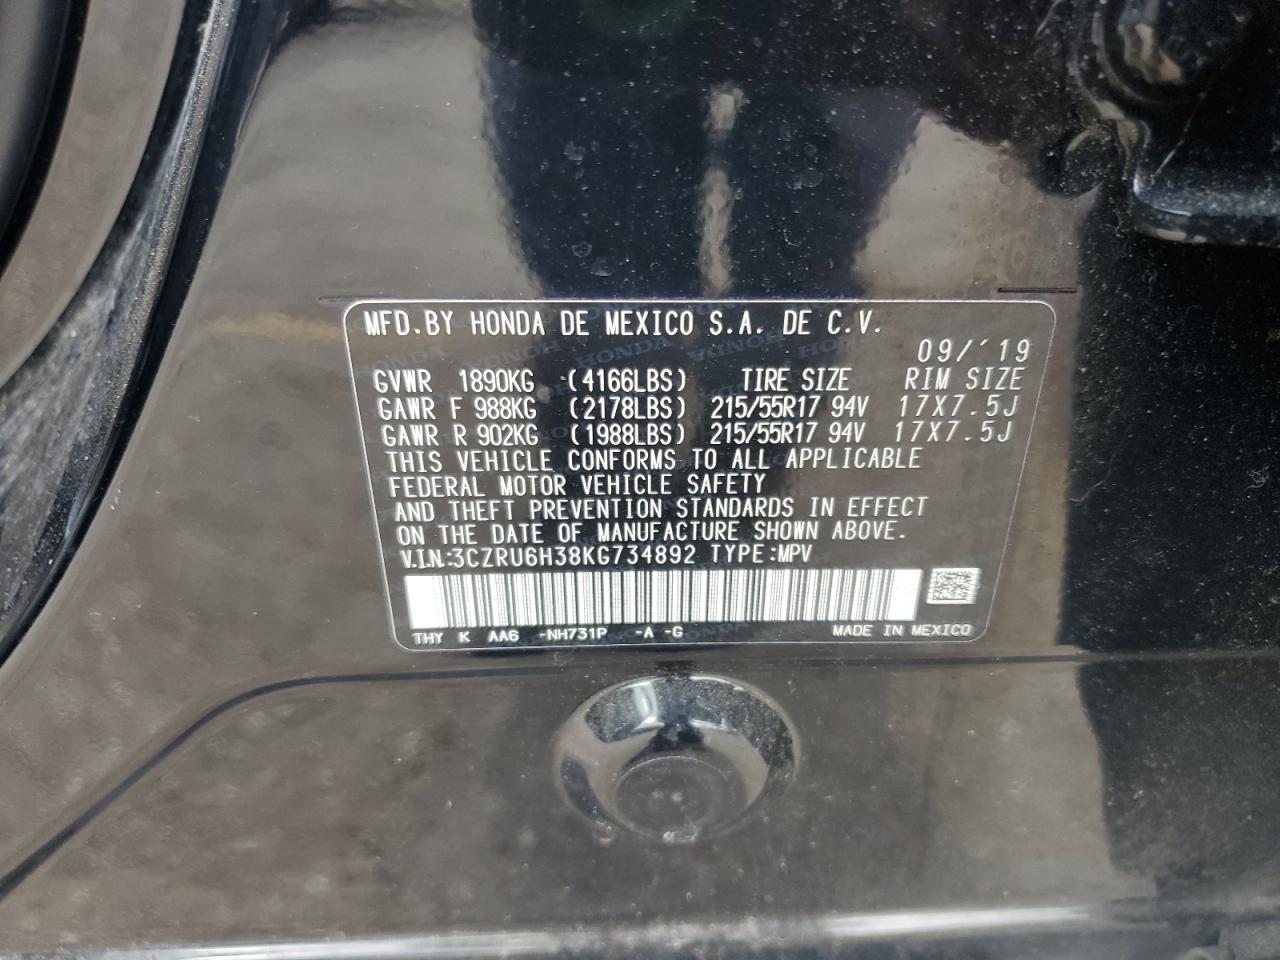 MFD.BY HONDA DE MEXICO S.A. DE C.V.
09/´19
GVWR 1890KG (4166LBS) TIRE SIZE RIM SIZE
GAWR F 988KG (2178LBS) 215/55R17 94V 17X7.5J
GAWR R 902KG (1988LBS) 215/55R17 94V 17X7.5J
THIS VEHICLE CONFORMS TO ALL APPLICABLE
FEDERAL MOTOR VEHICLE SAFETY
AND THEFT PREVENTION STANDARDS IN EFFECT
ON THE DATE OF MANUFACTURE SHOWN ABOVE.
V.I.N.:3CZRU6H38KG734892 TYPE:MPV
THY K AA6 -NH731P -A -G MADE IN MEXICO